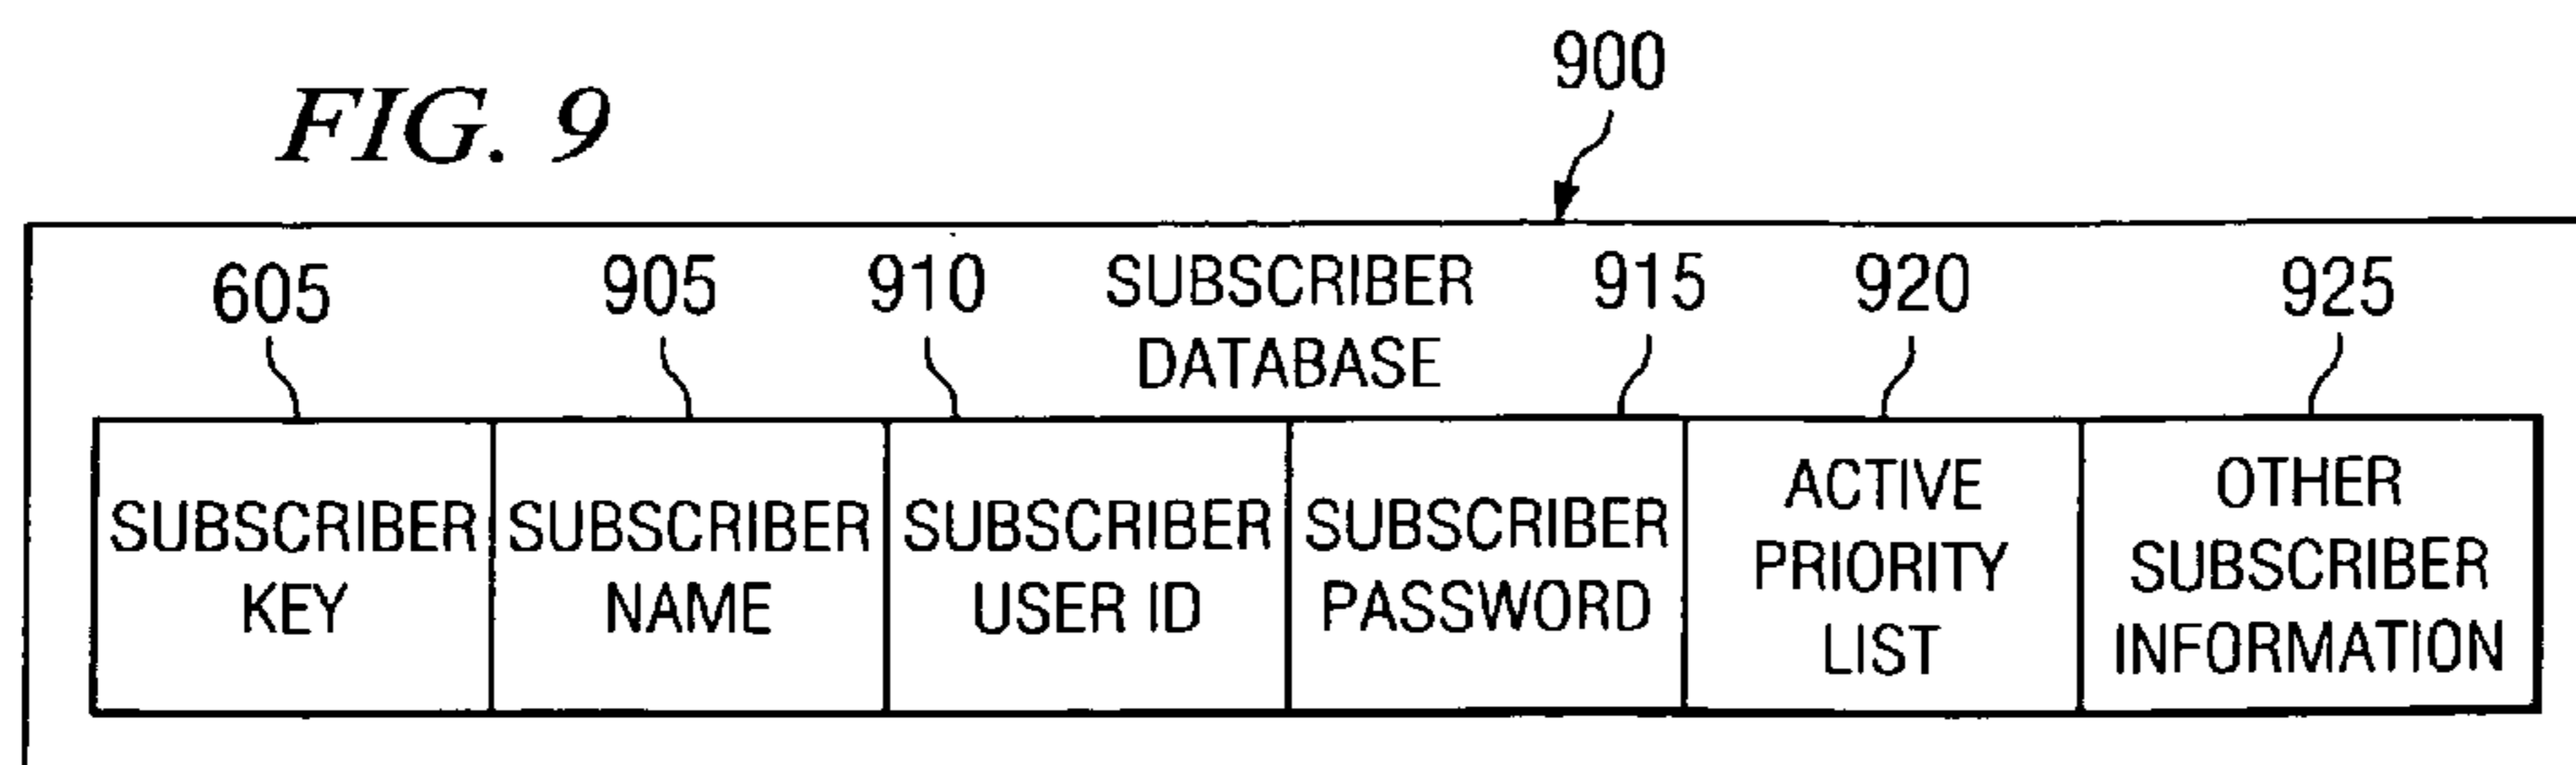 FIG. 9
900
605
905
910
SUBSCRIBER
DATABASE
915
920
925
SUBSCRIBER
KEY
SUBSCRIBER
NAME
SUBSCRIBER
USER ID
SUBSCRIBER
PASSWORD
ACTIVE
PRIORITY
LIST
OTHER
SUBSCRIBER
INFORMATION